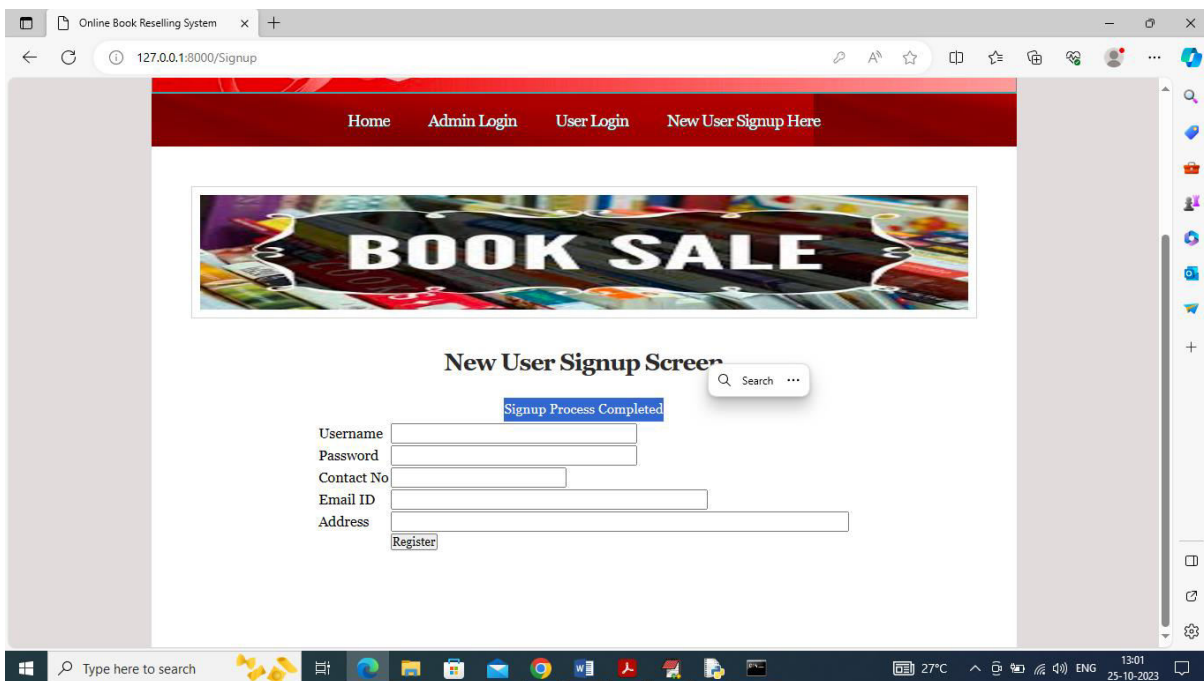 Online Book Reselling System
127.0.0.1:8000/Signup
Home Admin Login User Login New User Signup Here
BOOK SALE
New User Signup Screen
Search
Signup Process Completed
Username
Password
Contact No
Email ID
Address
Register
Type here to search
27°C ENG 13:01
25-10-2023